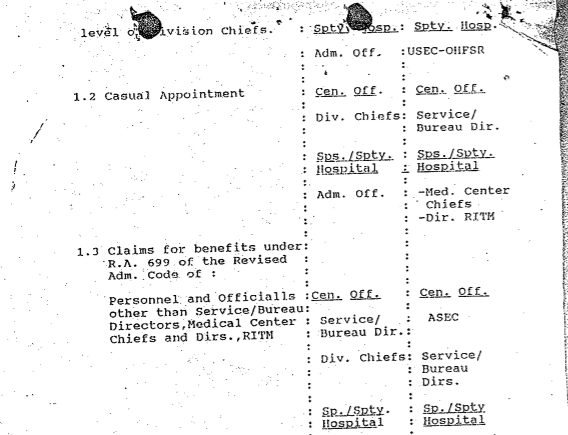 level o ivision Chiefs. : Spty Hosp.: Spty. Hosp.
: Adm. Off. :USEC-OHFSR
1.2 Casual Appointment : Cen. Off. : Cen. Off.
: Div. Chiefs: Service/
: : Bureau Dir.
: Sps./Spty. : Sps./Spty.
: Hospital : Hospital
: Adm. Off. : -Med. Center
: : Chiefs
: : -Dir. RITM
1.3 Claims for benefits under:
R.A. 699 of the Revised :
Adm. Code of : :
Personnel and Officialls :Cen. Off. : Cen. Off.
other than Service/Bureau:
Directors,Medical Center : Service/ : ASEC
Chiefs and Dirs.,RITM : Bureau Dir.:
: Div. Chiefs: Service/
: : Bureau
: : Dirs.
: Sp./Spty. : Sp./Spty
: Hospital : Hospital